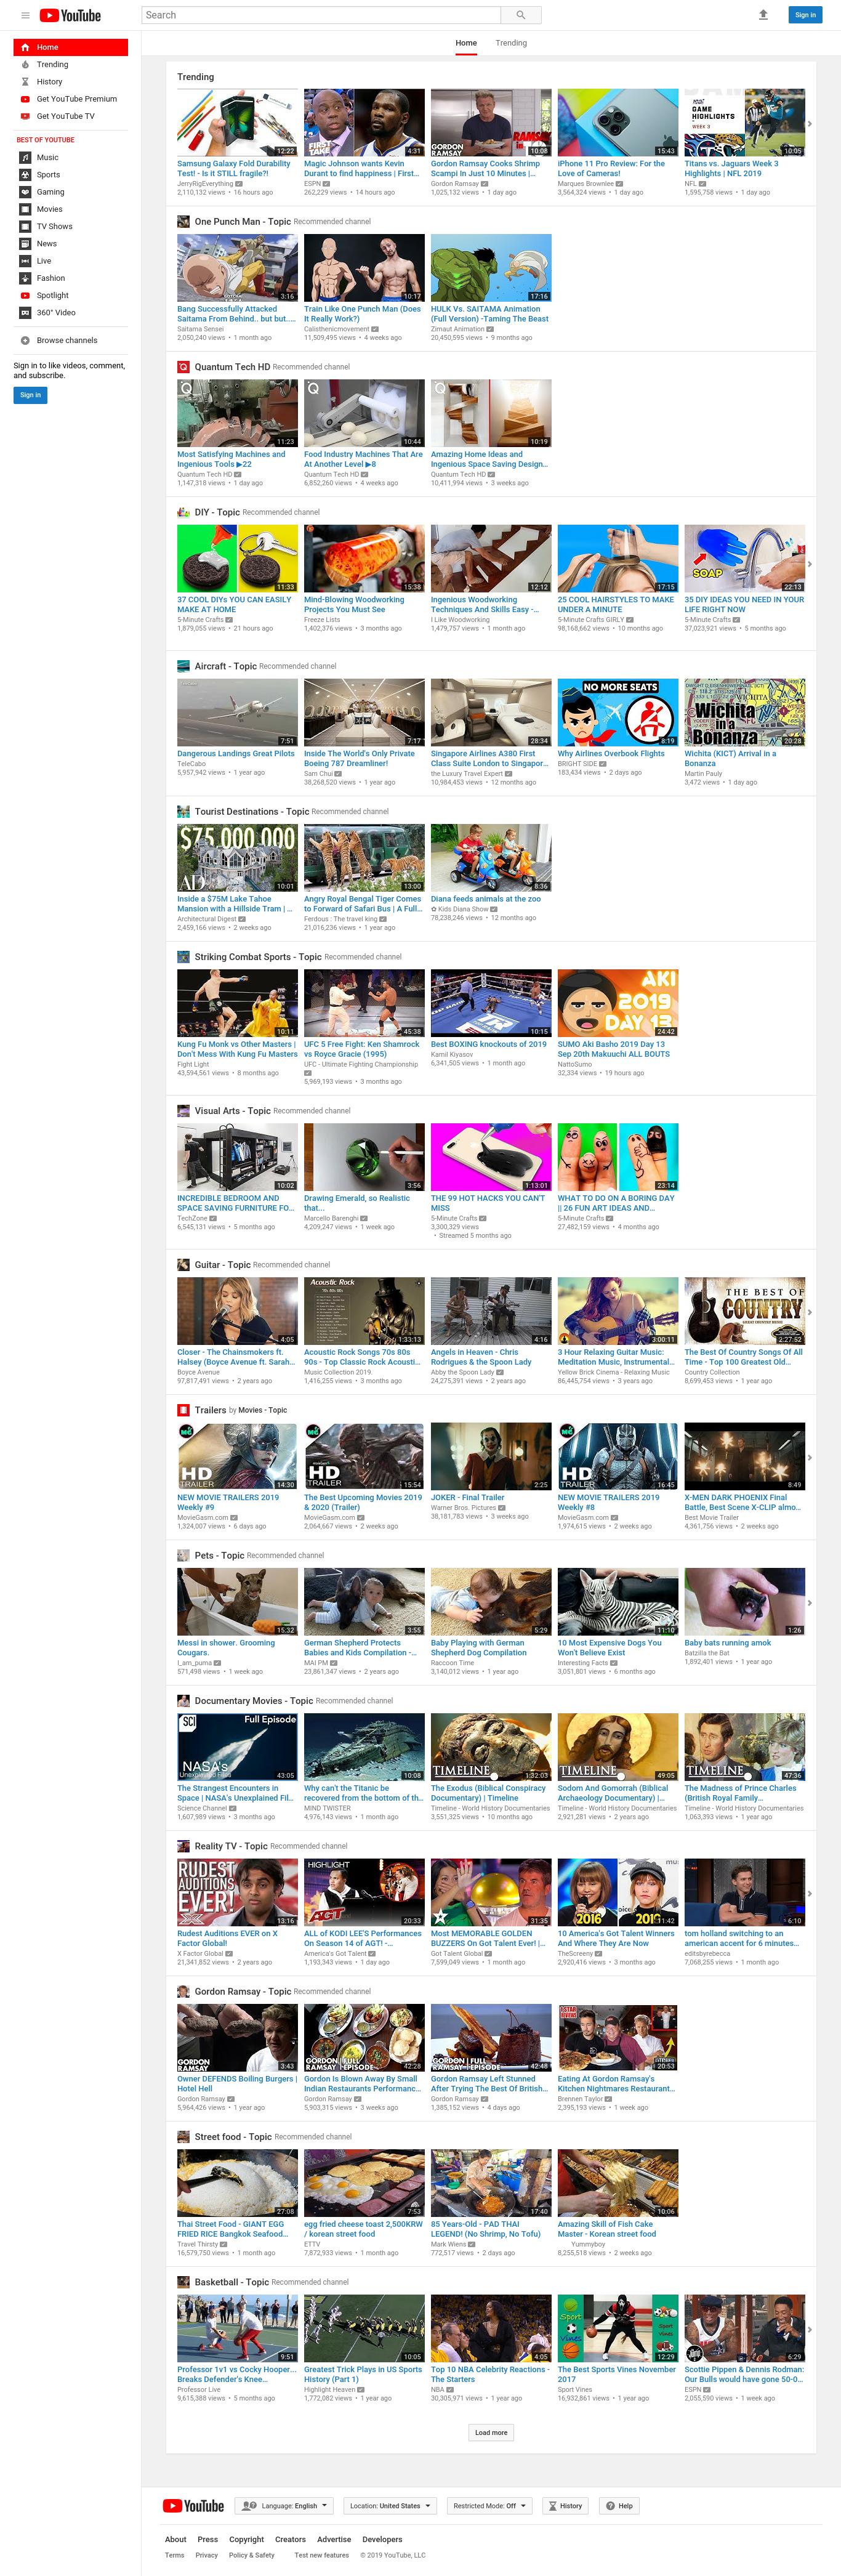 YouTube
Search
Sign in
Home
Trending
History
Get YouTube Premium
Get YouTube TV
BEST OF YOUTUBE
Music
Sports
Gaming
Movies
TV Shows
News
Live
Fashion
Spotlight
360° Video
Browse channels
Sign in to like videos, comment,
and subscribe.
Sign in
Home Trending
Trending
12:22
Samsung Galaxy Fold Durability
Test! - Is it STILL fragile?!
JerryRigEverything
2,110,132 views • 16 hours ago
FIRST TAKE
4:31
Magic Johnson wants Kevin
Durant to find happiness | First...
ESPN
262,229 views • 14 hours ago
GORDON RAMSAY
10:08
Gordon Ramsay Cooks Shrimp
Scampi In Just 10 Minutes |...
Gordon Ramsay
1,025,132 views • 1 day ago
15:43
iPhone 11 Pro Review: For the
Love of Cameras!
Marques Brownlee
3,564,324 views • 1 day ago
GAME HIGHLIGHTS
WEEK 3
10:05
Titans vs. Jaguars Week 3
Highlights | NFL 2019
NFL
1,595,758 views • 1 day ago
One Punch Man - Topic Recommended channel
3:16
Bang Successfully Attacked
Saitama From Behind.. but but....
Saitama Sensei
2,050,240 views • 1 month ago
10:17
Train Like One Punch Man (Does
It Really Work?)
Calisthenicmovement
11,509,495 views • 4 weeks ago
17:16
HULK Vs. SAITAMA Animation
(Full Version) -Taming The Beast
Zirnaut Animation
20,450,595 views • 9 months ago
Quantum Tech HD Recommended channel
11:23
Most Satisfying Machines and
Ingenious Tools ▶22
Quantum Tech HD
1,147,318 views • 1 day ago
10:44
Food Industry Machines That Are
At Another Level ▶8
Quantum Tech HD
6,852,260 views • 4 weeks ago
10:19
Amazing Home Ideas and
Ingenious Space Saving Design...
Quantum Tech HD
10,411,994 views • 3 weeks ago
DIY - Topic Recommended channel
11:33
37 COOL DIYs YOU CAN EASILY
MAKE AT HOME
5-Minute Crafts
1,879,055 views • 21 hours ago
15:38
Mind-Blowing Woodworking
Projects You Must See
Freeze Lists
1,402,376 views • 3 months ago
12:12
Ingenious Woodworking
Techniques And Skills Easy -...
I Like Woodworking
1,479,757 views • 1 month ago
17:15
25 COOL HAIRSTYLES TO MAKE
UNDER A MINUTE
5-Minute Crafts GIRLY
98,168,662 views • 10 months ago
SOAP
22:13
35 DIY IDEAS YOU NEED IN YOUR
LIFE RIGHT NOW
5-Minute Crafts
37,023,921 views • 5 months ago
Aircraft - Topic Recommended channel
7:51
Dangerous Landings Great Pilots
TeleCabo
5,957,942 views • 1 year ago
7:17
Inside The World's Only Private
Boeing 787 Dreamliner!
Sam Chui
38,268,520 views • 1 year ago
28:34
Singapore Airlines A380 First
Class Suite London to Singapor...
the Luxury Travel Expert
10,984,453 views • 12 months ago
NO MORE SEATS
8:19
Why Airlines Overbook Flights
BRIGHT SIDE
183,434 views • 2 days ago
Wichita
in a
Bonanza
20:28
Wichita (KICT) Arrival in a
Bonanza
Martin Pauly
3,472 views • 1 day ago
Tourist Destinations - Topic Recommended channel
$75,000,000
AD
10:01
Inside a $75M Lake Tahoe
Mansion with a Hillside Tram | ...
Architectural Digest
2,459,166 views • 2 weeks ago
13:00
Angry Royal Bengal Tiger Comes
to Forward of Safari Bus | A Full...
Ferdous : The travel king
21,016,236 views • 1 year ago
8:36
Diana feeds animals at the zoo
✿ Kids Diana Show
78,238,246 views • 12 months ago
Striking Combat Sports - Topic Recommended channel
10:11
Kung Fu Monk vs Other Masters |
Don't Mess With Kung Fu Masters
Fight Light
43,594,561 views • 8 months ago
45:38
UFC 5 Free Fight: Ken Shamrock
vs Royce Gracie (1995)
UFC - Ultimate Fighting Championship
5,969,193 views • 3 months ago
10:15
Best BOXING knockouts of 2019
Kamil Kiyasov
6,341,505 views • 1 month ago
AKI
2019
DAY 13
24:42
SUMO Aki Basho 2019 Day 13
Sep 20th Makuuchi ALL BOUTS
NattoSumo
32,334 views • 19 hours ago
Visual Arts - Topic Recommended channel
10:02
INCREDIBLE BEDROOM AND
SPACE SAVING FURNITURE FO...
TechZone
6,545,131 views • 5 months ago
3:56
Drawing Emerald, so Realistic
that...
Marcello Barenghi
4,209,247 views • 1 week ago
1:13:01
THE 99 HOT HACKS YOU CAN'T
MISS
5-Minute Crafts
3,300,329 views
• Streamed 5 months ago
23:14
WHAT TO DO ON A BORING DAY
|| 26 FUN ART IDEAS AND...
5-Minute Crafts
27,482,159 views • 4 months ago
Guitar - Topic Recommended channel
4:05
Closer - The Chainsmokers ft.
Halsey (Boyce Avenue ft. Sarah...
Boyce Avenue
97,817,491 views • 2 years ago
Acoustic Rock
1:33:13
Acoustic Rock Songs 70s 80s
90s - Top Classic Rock Acousti...
Music Collection 2019
1,416,255 views • 3 months ago
4:16
Angels in Heaven - Chris
Rodrigues & the Spoon Lady
Abby the Spoon Lady
24,275,391 views • 2 years ago
3:00:11
3 Hour Relaxing Guitar Music:
Meditation Music, Instrumental...
Yellow Brick Cinema - Relaxing Music
86,445,754 views • 3 years ago
THE BEST OF
COUNTRY
2:27:52
The Best Of Country Songs Of All
Time - Top 100 Greatest Old...
Country Collection
8,699,453 views • 1 year ago
Trailers by Movies - Topic
HD
TRAILER
14:30
NEW MOVIE TRAILERS 2019
Weekly #9
MovieGasm.com
1,324,007 views • 6 days ago
HD
TRAILER
15:54
The Best Upcoming Movies 2019
& 2020 (Trailer)
MovieGasm.com
2,064,667 views • 2 weeks ago
2:25
JOKER - Final Trailer
Warner Bros. Pictures
38,181,783 views • 3 weeks ago
HD
TRAILER
16:45
NEW MOVIE TRAILERS 2019
Weekly #8
MovieGasm.com
1,974,615 views • 2 weeks ago
8:49
X-MEN DARK PHOENIX Final
Battle, Best Scene X-CLIP almo...
Best Movie Trailer
4,361,756 views • 2 weeks ago
Pets - Topic Recommended channel
15:32
Messi in shower. Grooming
Cougars.
I_am_puma
571,498 views • 1 week ago
3:55
German Shepherd Protects
Babies and Kids Compilation -...
MAI PM
23,861,347 views • 2 years ago
5:29
Baby Playing with German
Shepherd Dog Compilation
Raccoon Time
3,140,012 views • 1 year ago
11:10
10 Most Expensive Dogs You
Won't Believe Exist
Interesting Facts
3,051,801 views • 6 months ago
1:26
Baby bats running amok
Batzilla the Bat
1,892,401 views • 1 year ago
Documentary Movies - Topic Recommended channel
SCI Full Episode
NASA's
43:05
The Strangest Encounters in
Space | NASA's Unexplained Fil...
Science Channel
1,607,989 views • 3 months ago
10:08
Why can't the Titanic be
recovered from the bottom of th...
MIND TWISTER
4,976,143 views • 1 month ago
TIMELINE
1:32:03
The Exodus (Biblical Conspiracy
Documentary) | Timeline
Timeline - World History Documentaries
3,551,325 views • 10 months ago
TIMELINE
49:05
Sodom And Gomorrah (Biblical
Archaeology Documentary) |...
Timeline - World History Documentaries
2,921,281 views • 2 years ago
TIMELINE
47:36
The Madness of Prince Charles
(British Royal Family...
Timeline - World History Documentaries
1,063,393 views • 1 year ago
Reality TV - Topic Recommended channel
RUDEST
AUDITIONS
EVER!
13:16
Rudest Auditions EVER on X
Factor Global!
X Factor Global
21,341,852 views • 2 years ago
HIGHLIGHT
AGT
20:33
ALL of KODI LEE'S Performances
On Season 14 of AGT! -...
America's Got Talent
1,193,343 views • 1 day ago
31:35
Most MEMORABLE GOLDEN
BUZZERS On Got Talent Ever! |...
Got Talent Global
7,599,049 views • 1 month ago
2016
11:42
10 America's Got Talent Winners
And Where They Are Now
TheScreeny
2,920,416 views • 3 months ago
6:10
tom holland switching to an
american accent for 6 minutes...
editsbyrebecca
7,068,255 views • 1 month ago
Gordon Ramsay - Topic Recommended channel
GORDON RAMSAY
3:43
Owner DEFENDS Boiling Burgers |
Hotel Hell
Gordon Ramsay
5,964,426 views • 1 year ago
GORDON RAMSAY FULL EPISODE
42:28
Gordon Is Blown Away By Small
Indian Restaurants Performanc...
Gordon Ramsay
5,903,315 views • 3 weeks ago
GORDON RAMSAY FULL EPISODE
42:48
Gordon Ramsay Left Stunned
After Trying The Best Of British...
Gordon Ramsay
1,385,152 views • 4 days ago
20:53
Eating At Gordon Ramsay's
Kitchen Nightmares Restaurant...
Brennen Taylor
2,395,193 views • 1 week ago
Street food - Topic Recommended channel
27:08
Thai Street Food - GIANT EGG
FRIED RICE Bangkok Seafood...
Travel Thirsty
16,579,750 views • 1 month ago
7:53
egg fried cheese toast 2,500KRW
/ korean street food
ETTV
7,872,933 views • 1 month ago
17:40
85 Years-Old - PAD THAI
LEGEND! (No Shrimp, No Tofu)
Mark Wiens
772,517 views • 2 days ago
10:06
Amazing Skill of Fish Cake
Master - Korean street food
Yummyboy
8,255,518 views • 2 weeks ago
Basketball - Topic Recommended channel
9:51
Professor 1v1 vs Cocky Hooper...
Breaks Defender's Knee...
Professor Live
9,615,388 views • 5 months ago
10:05
Greatest Trick Plays in US Sports
History (Part 1)
Highlight Heaven
1,772,082 views • 1 year ago
4:05
Top 10 NBA Celebrity Reactions -
The Starters
NBA
30,305,971 views • 1 year ago
Sport
Vines
12:29
The Best Sports Vines November
2017
Sport Vines
16,932,861 views • 1 year ago
6:29
Scottie Pippen & Dennis Rodman:
Our Bulls would have gone 50-0...
ESPN
2,055,590 views • 1 week ago
Load more
YouTube Language: English Location: United States Restricted Mode: Off History Help
About Press Copyright Creators Advertise Developers
Terms Privacy Policy & Safety Test new features © 2019 YouTube, LLC